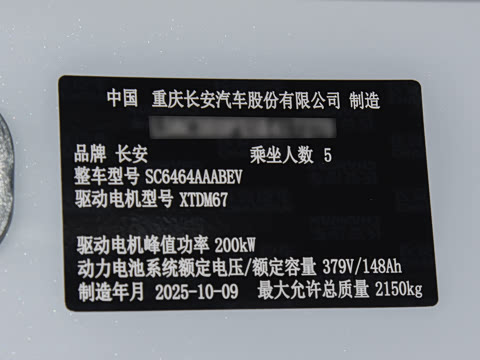 中国 重庆长安汽车股份有限公司 制造
品牌 长安 乘坐人数 5
整车型号 SC6464AAABEV
驱动电机型号 XTDM67
驱动电机峰值功率 200kW
动力电池系统额定电压/额定容量 379V/148Ah
制造年月 2025-10-09 最大允许总质量 2150kg